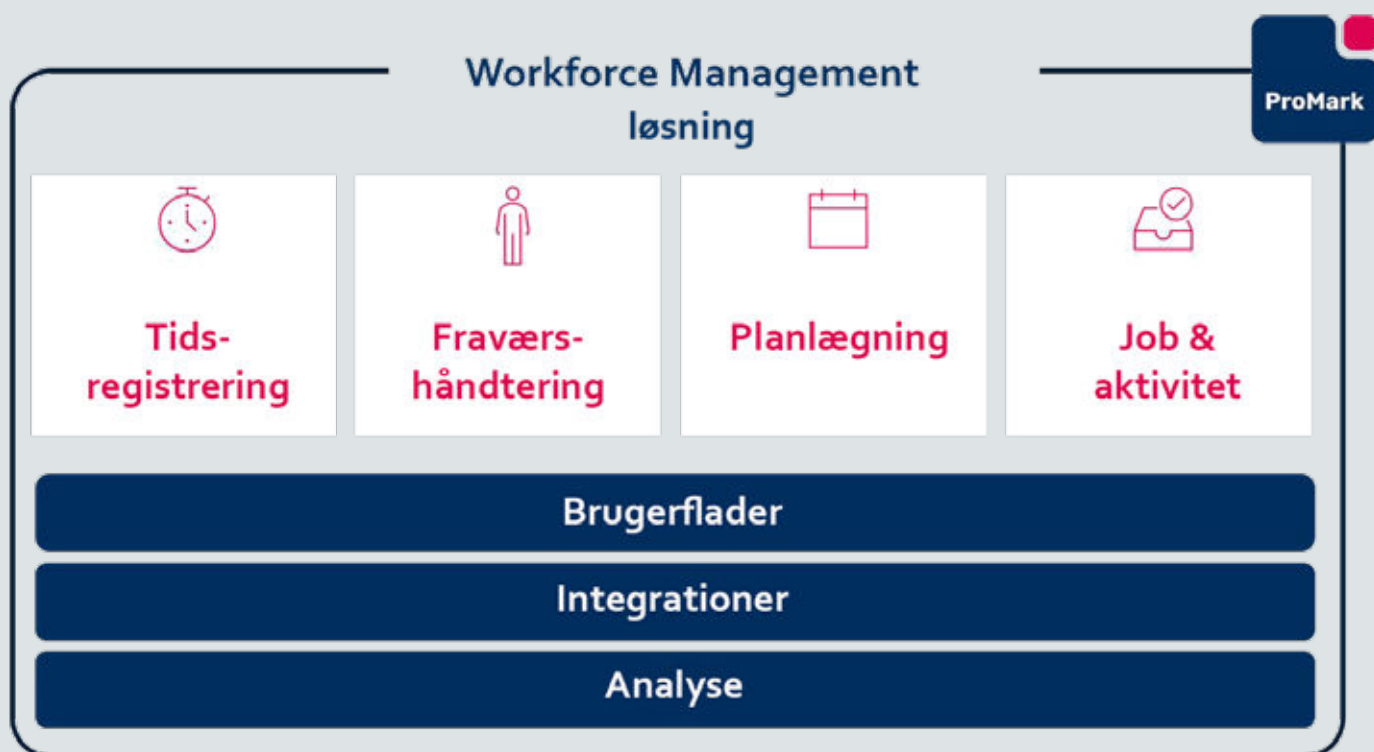 Workforce Management
løsning
ProMark
Tids-
registrering
Fraværs-
håndtering
Planlægning
Job &
aktivitet
Brugerflader
Integrationer
Analyse